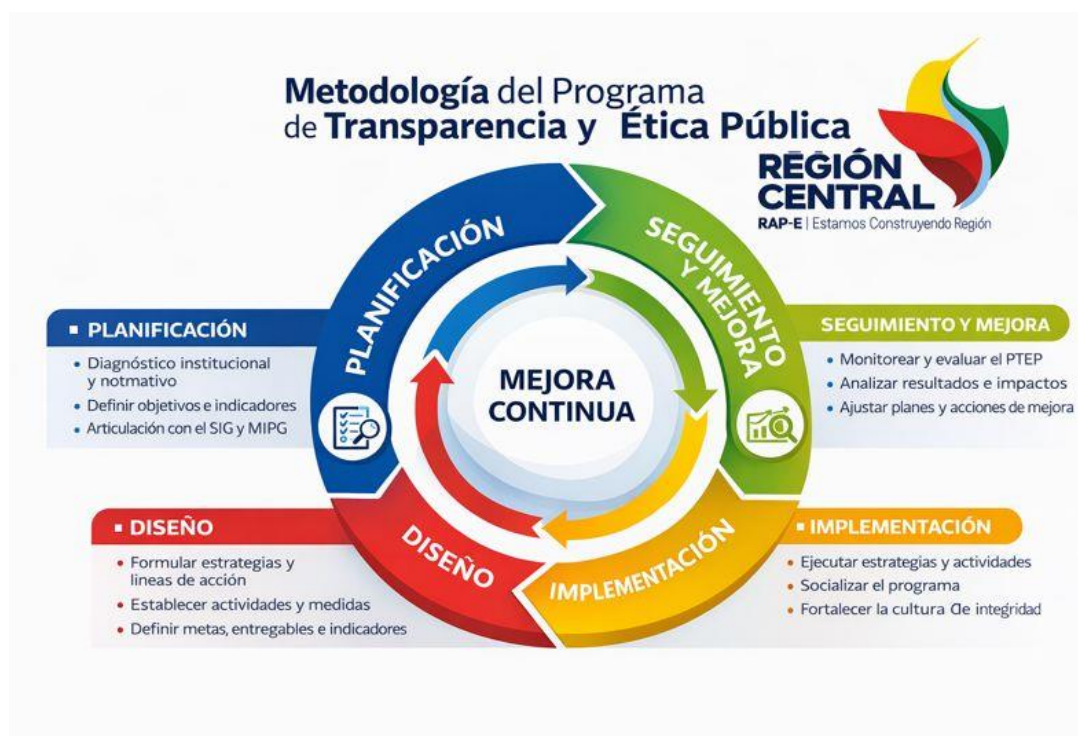 Metodología del Programa
de Transparencia y Ética Pública
REGIÓN
CENTRAL
RAP-E | Estamos Construyendo Región
PLANIFICACIÓN
SEGUIMIENTO
Y MEJORA
DISEÑO
IMPLEMENTACIÓN
MEJORA
CONTINUA
▪ PLANIFICACIÓN
• Diagnóstico institucional
y notmativo
• Definir objetivos e indicadores
• Articulación con el SIG y MIPG
SEGUIMIENTO Y MEJORA
• Monitorear y evaluar el PTEP
• Analizar resultados e impactos
• Ajustar planes y acciones de mejora
▪ DISEÑO
• Formular estrategias y
lineas de acción
• Establecer actividades y medidas
• Definir metas, entregables e indicadores
▪ IMPLEMENTACIÓN
• Ejecutar estrategias y actividades
• Socializar el programa
• Fortalecer la cultura de integridad